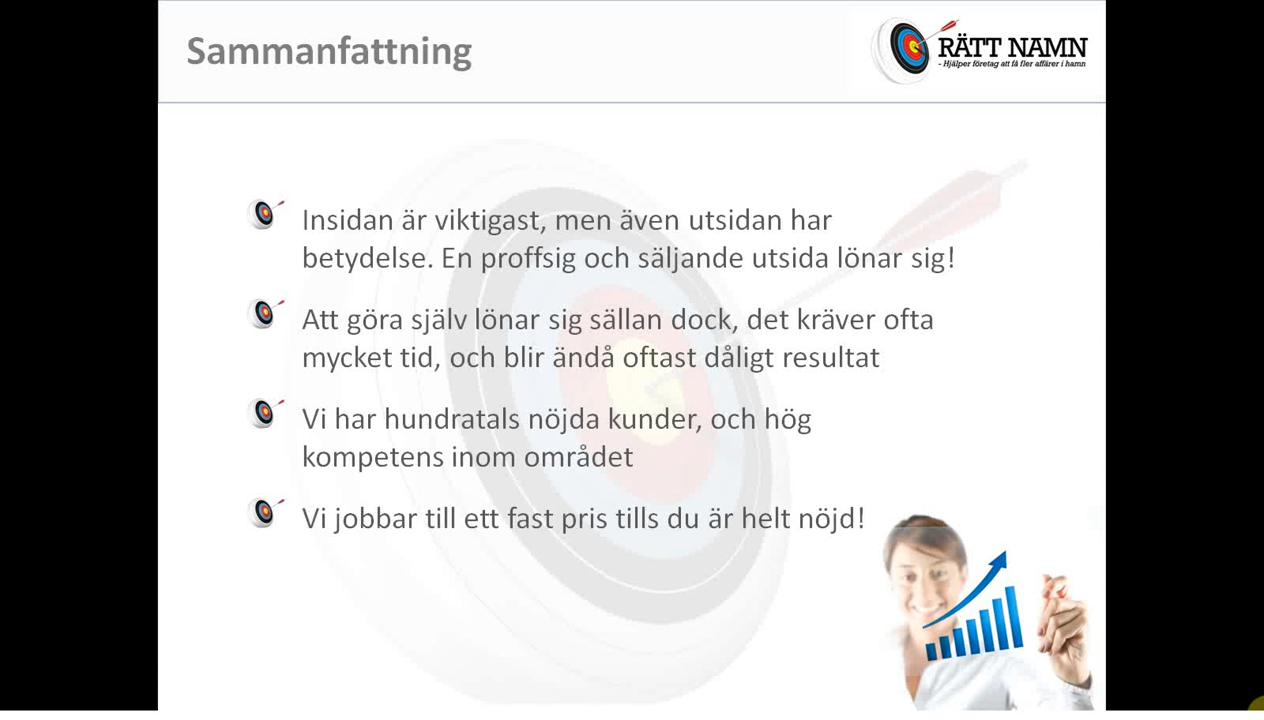 Sammanfattning
RÄTT NAMN
- Hjälper företag att få fler affärer i hamn
Insidan är viktigast, men även utsidan har
betydelse. En proffsig och säljande utsida lönar sig!
Att göra själv lönar sig sällan dock, det kräver ofta
mycket tid, och blir ändå oftast dåligt resultat
Vi har hundratals nöjda kunder, och hög
kompetens inom området
Vi jobbar till ett fast pris tills du är helt nöjd!